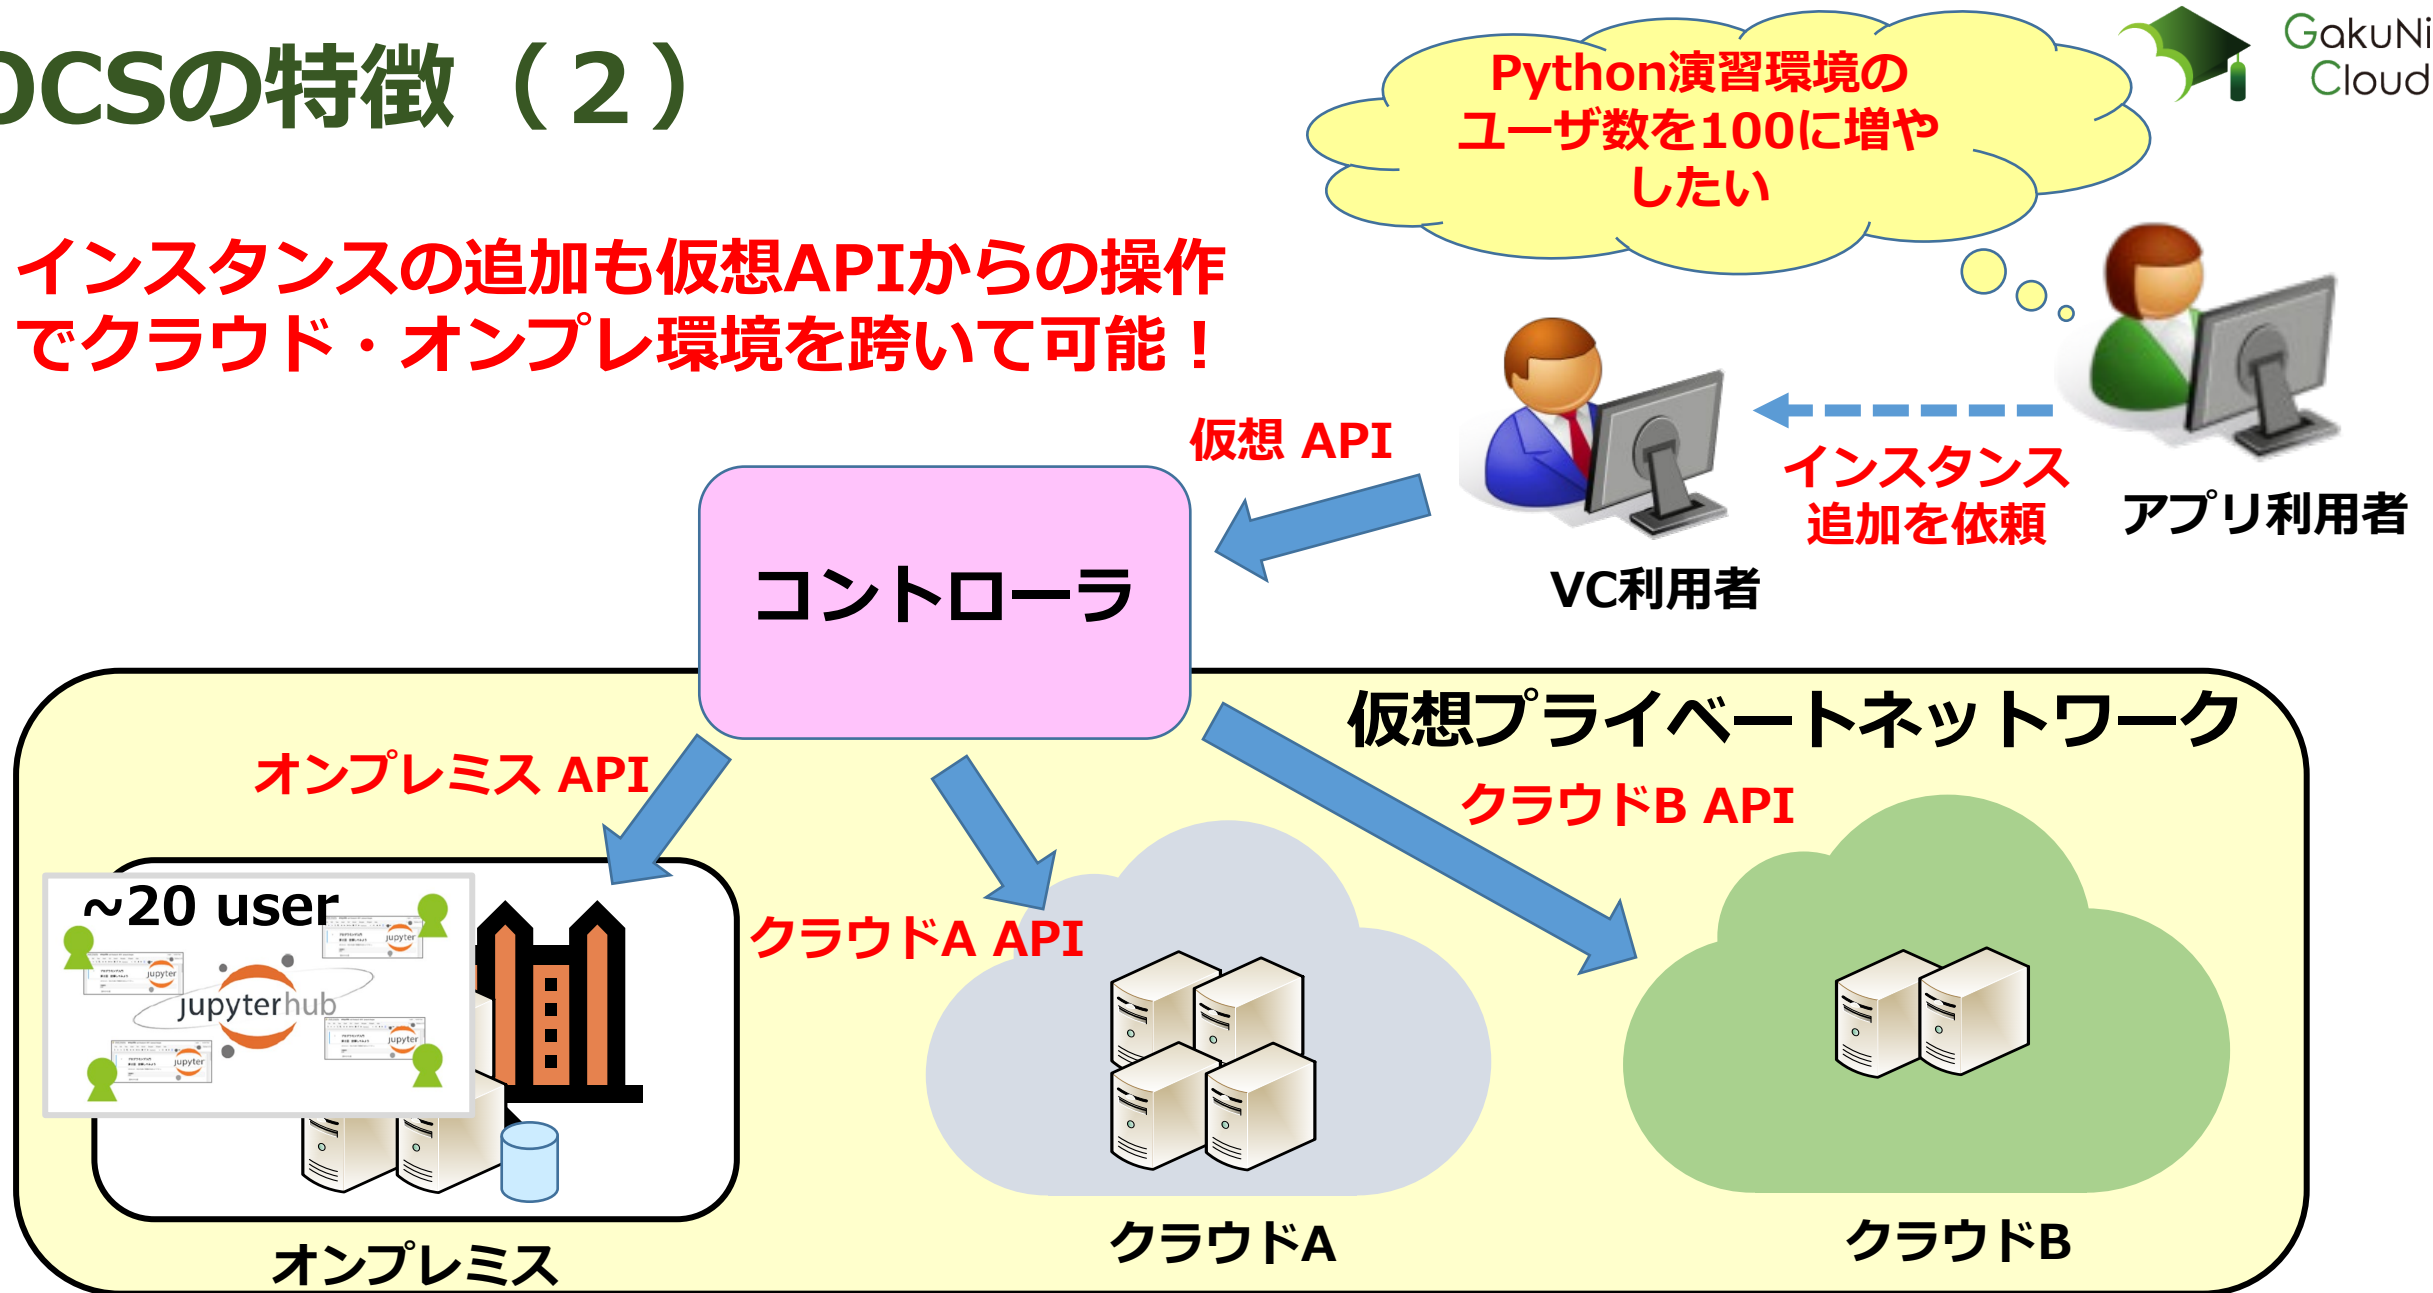 OCSの特徴（２）
GakuNi
Cloud
Python演習環境の
ユーザ数を100に増や
したい
インスタンスの追加も仮想APIからの操作
でクラウド・オンプレ環境を跨いて可能！
仮想 API
インスタンス
追加を依頼
アプリ利用者
VC利用者
コントローラ
仮想プライベートネットワーク
オンプレミス API
クラウドB API
クラウドA API
~20 user
jupyter
jupyter
jupyterhub
jupyter
jupyter
オンプレミス
クラウドA
クラウドB